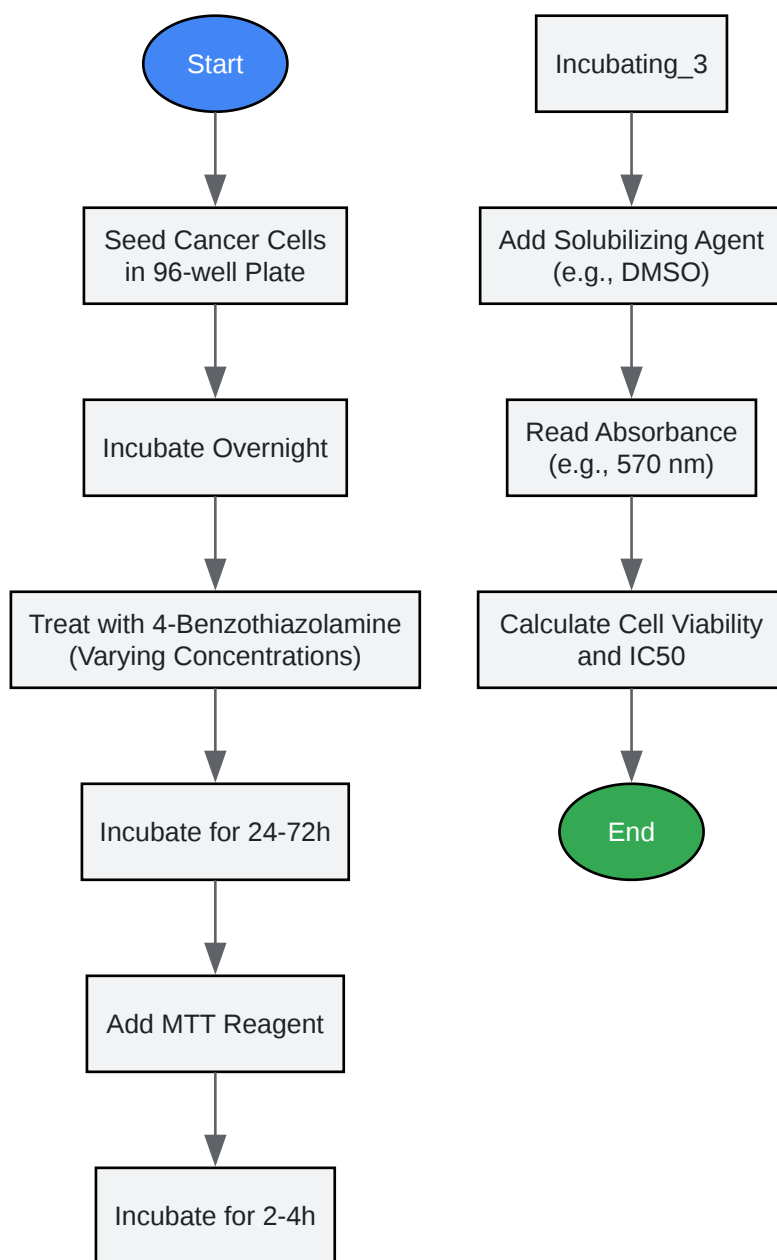 Start
Seed Cancer Cells
in 96-well Plate
Incubate Overnight
Treat with 4-Benzothiazolamine
(Varying Concentrations)
Incubate for 24-72h
Add MTT Reagent
Incubate for 2-4h
Incubating_3
Add Solubilizing Agent
(e.g., DMSO)
Read Absorbance
(e.g., 570 nm)
Calculate Cell Viability
and IC50
End